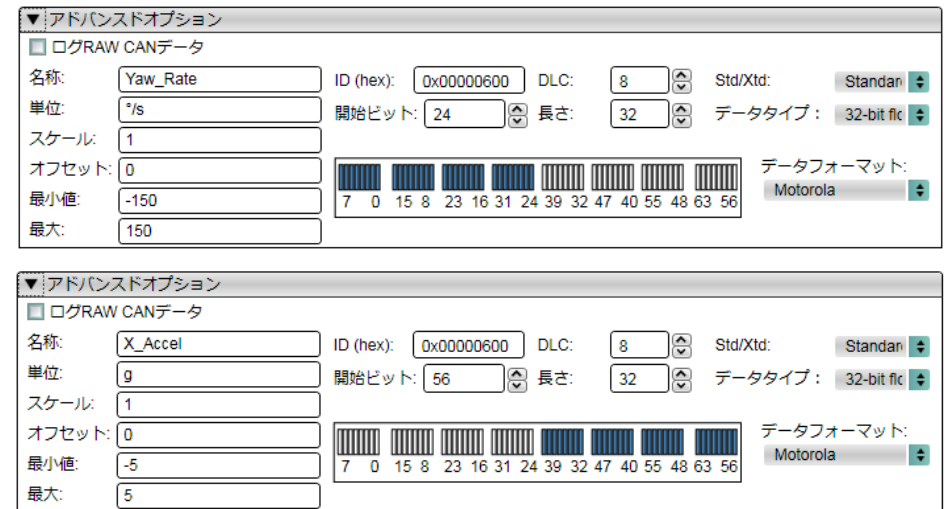 ▼ アドバンスドオプション
ログRAW CANデータ
名称: Yaw_Rate ID (hex): 0x00000600 DLC: 8 Std/Xtd: Standar
単位: °/s 開始ビット: 24 長さ: 32 データタイプ： 32-bit flc
スケール: 1
オフセット: 0 データフォーマット:
最小値: -150 7 0 15 8 23 16 31 24 39 32 47 40 55 48 63 56 Motorola
最大: 150
▼ アドバンスドオプション
ログRAW CANデータ
名称: X_Accel ID (hex): 0x00000600 DLC: 8 Std/Xtd: Standar
単位: g 開始ビット: 56 長さ: 32 データタイプ： 32-bit flc
スケール: 1
オフセット: 0 データフォーマット:
最小値: -5 7 0 15 8 23 16 31 24 39 32 47 40 55 48 63 56 Motorola
最大: 5